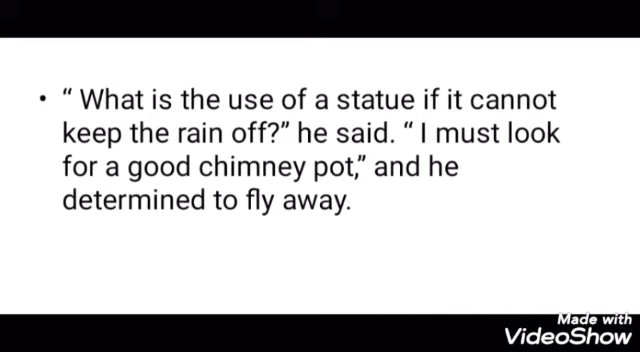 • “ What is the use of a statue if it cannot
keep the rain off?” he said. “ I must look
for a good chimney pot,” and he
determined to fly away.
Made with
VideoShow